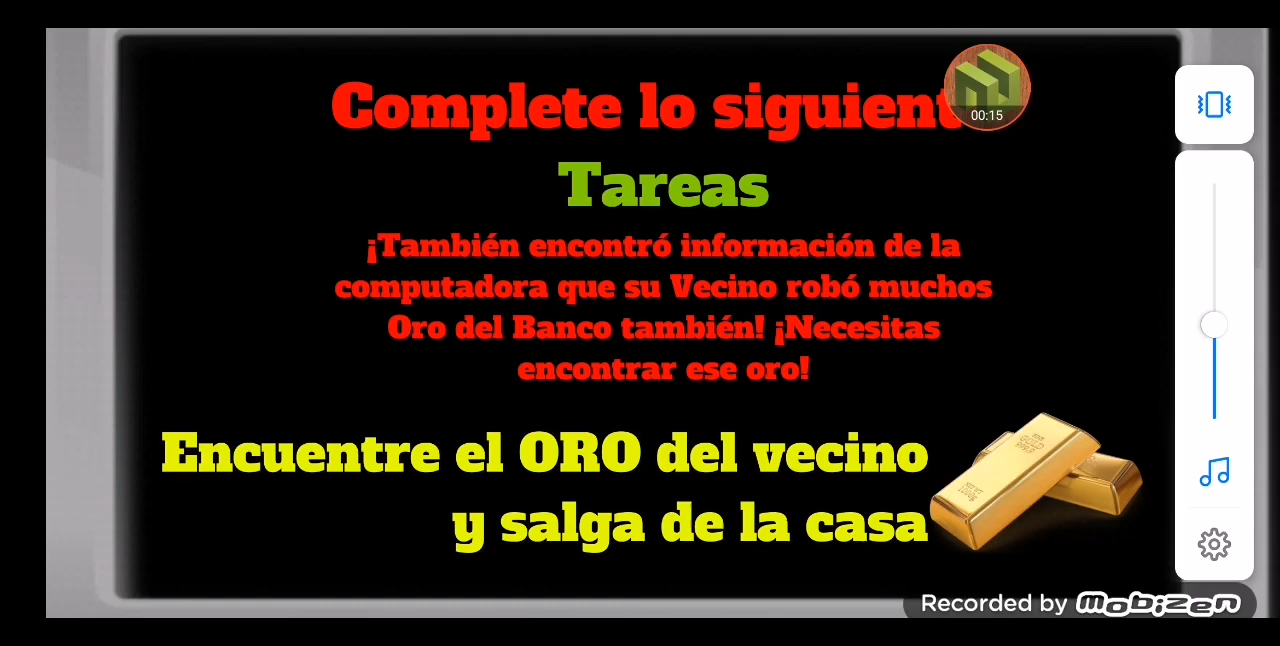 Complete lo siguient
00:15
Tareas
¡También encontró información de la
computadora que su Vecino robó muchos
Oro del Banco también! ¡Necesitas
encontrar ese oro!
Encuentre el ORO del vecino
y salga de la casa
Recorded by mobizen